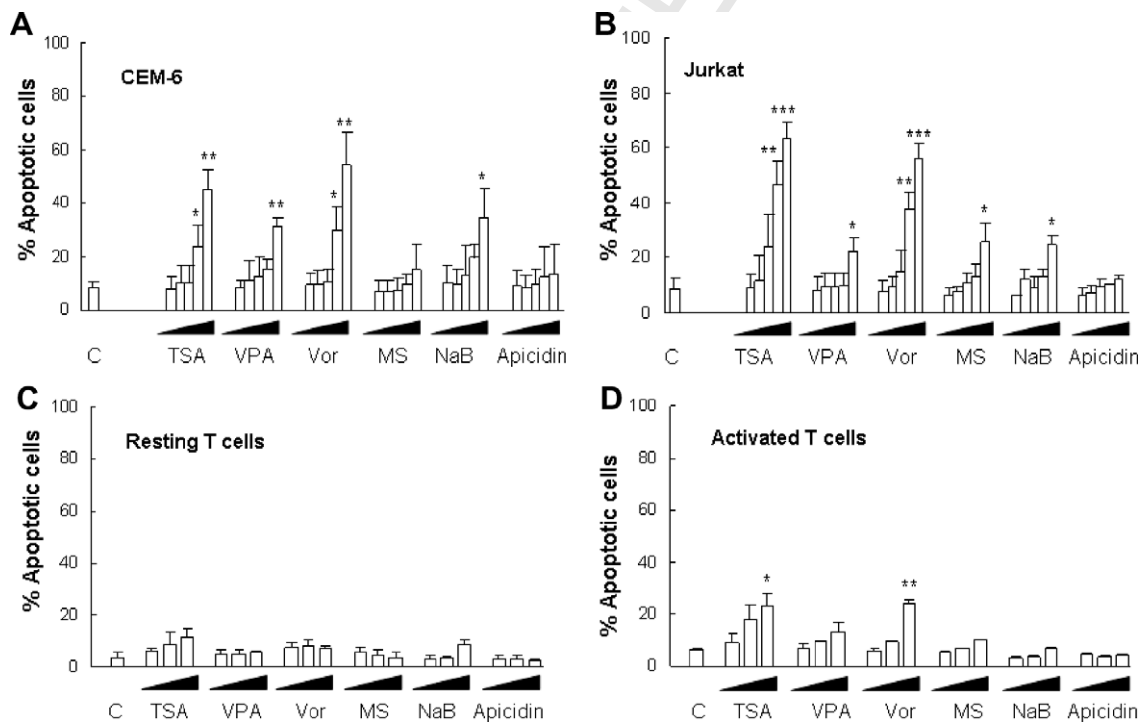 A
B
100
80
60
40
20
0
% Apoptotic cells
CEM-6
*
**
**
*
**
*
C
TSA
VPA
Vor
MS
NaB
Apicidin
100
80
60
40
20
0
% Apoptotic cells
Jurkat
**
***
*
**
***
*
*
C
TSA
VPA
Vor
MS
NaB
Apicidin
C
D
100
80
60
40
20
0
% Apoptotic cells
Resting T cells
C
TSA
VPA
Vor
MS
NaB
Apicidin
100
80
60
40
20
0
% Apoptotic cells
Activated T cells
*
**
C
TSA
VPA
Vor
MS
NaB
Apicidin